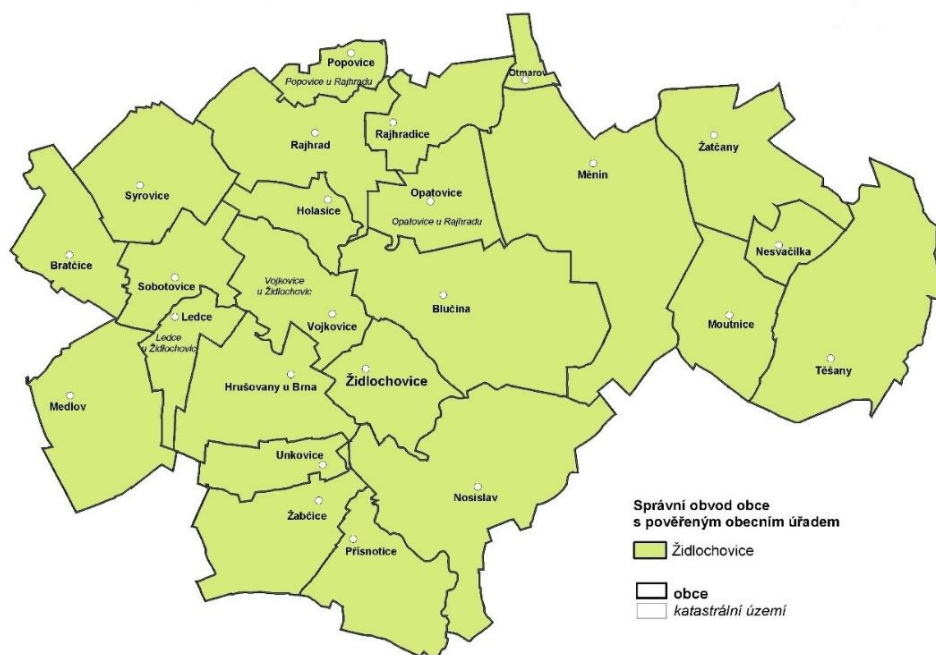 Popovice
Popovice u Rajhradu
Otmarov
Rajhradice
Rajhrad
Žatčany
Měnín
Syrovice
Opatovice
Holasice
Opatovice u Rajhradu
Nesvačilka
Bratčice
Sobotovice
Vojkovice
u Židlochovic
Blučina
Ledce
Vojkovice
Moutnice
Ledce
u Židlochovic
Těšany
Židlochovice
Hrušovany u Brna
Medlov
Unkovice
Nosislav
Žabčice
Přísnotice
Správní obvod obce
s pověřeným obecním úřadem
Židlochovice
obce
katastrální území